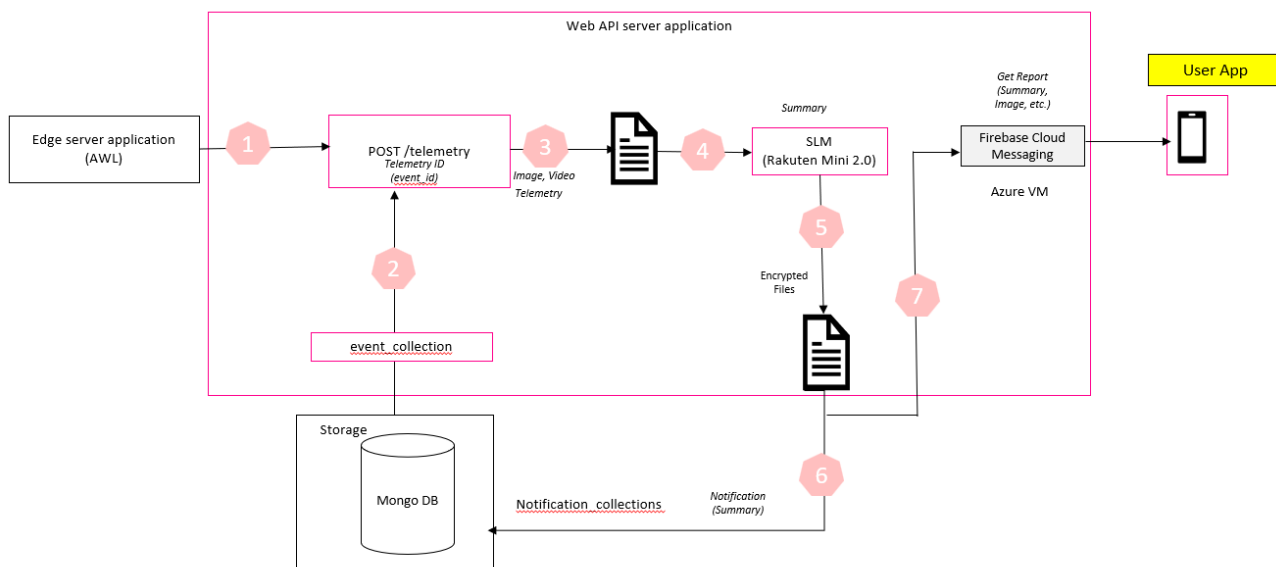 Web API server application
User App
Get Report
(Summary,
Image, etc.)
Edge server application
(AWL)
1
POST /telemetry
Telemetry ID
(event_id)
3
Image, Video
Telemetry
4
Summary
SLM
(Rakuten Mini 2.0)
Firebase Cloud
Messaging
Azure VM
2
5
Encrypted
Files
7
event_collection
Storage
Mongo DB
Notification_collections
Notification
(Summary)
6